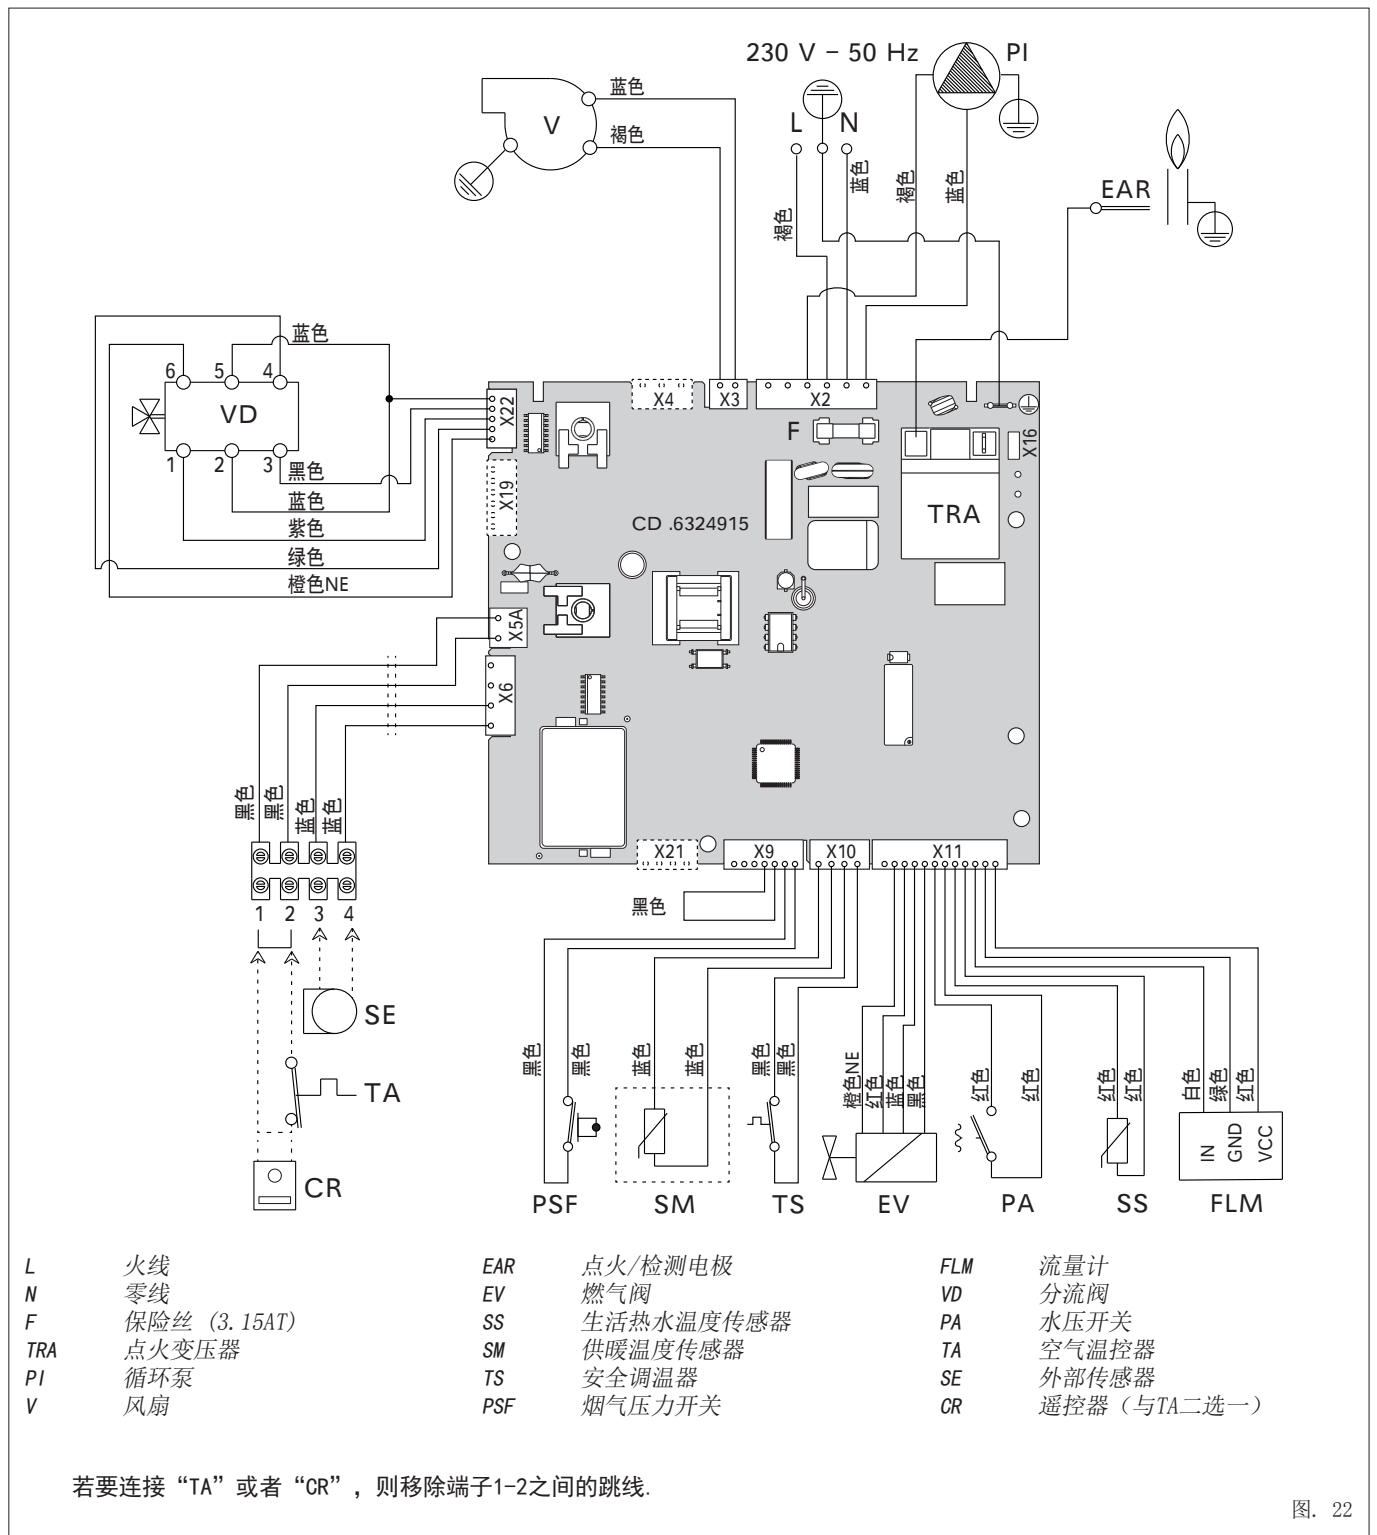 230 V - 50 Hz
PI
蓝色
V
褐色
L
N
蓝色
褐色
蓝色
褐色
EAR
蓝色
6
5
4
VD
1
2
3
黑色
蓝色
紫色
绿色
橙色NE
X22
X19
X4
X3
X2
F
X16
TRA
CD .6324915
X5A
X6
黑色
黑色
蓝色
蓝色
1
2
3
4
SE
TA
CR
X21
X9
X10
X11
黑色
黑色
黑色
蓝色
蓝色
黑色
黑色
橙色NE
红色
蓝色
黑色
红色
红色
红色
红色
白色
绿色
红色
IN
GND
VCC
PSF
SM
TS
EV
PA
SS
FLM
L 火线
N 零线
F 保险丝 (3.15AT)
TRA 点火变压器
PI 循环泵
V 风扇
EAR 点火/检测电极
EV 燃气阀
SS 生活热水温度传感器
SM 供暖温度传感器
TS 安全调温器
PSF 烟气压力开关
FLM 流量计
VD 分流阀
PA 水压开关
TA 空气温控器
SE 外部传感器
CR 遥控器（与TA二选一）
若要连接“TA”或者“CR”，则移除端子1-2之间的跳线.
图. 22